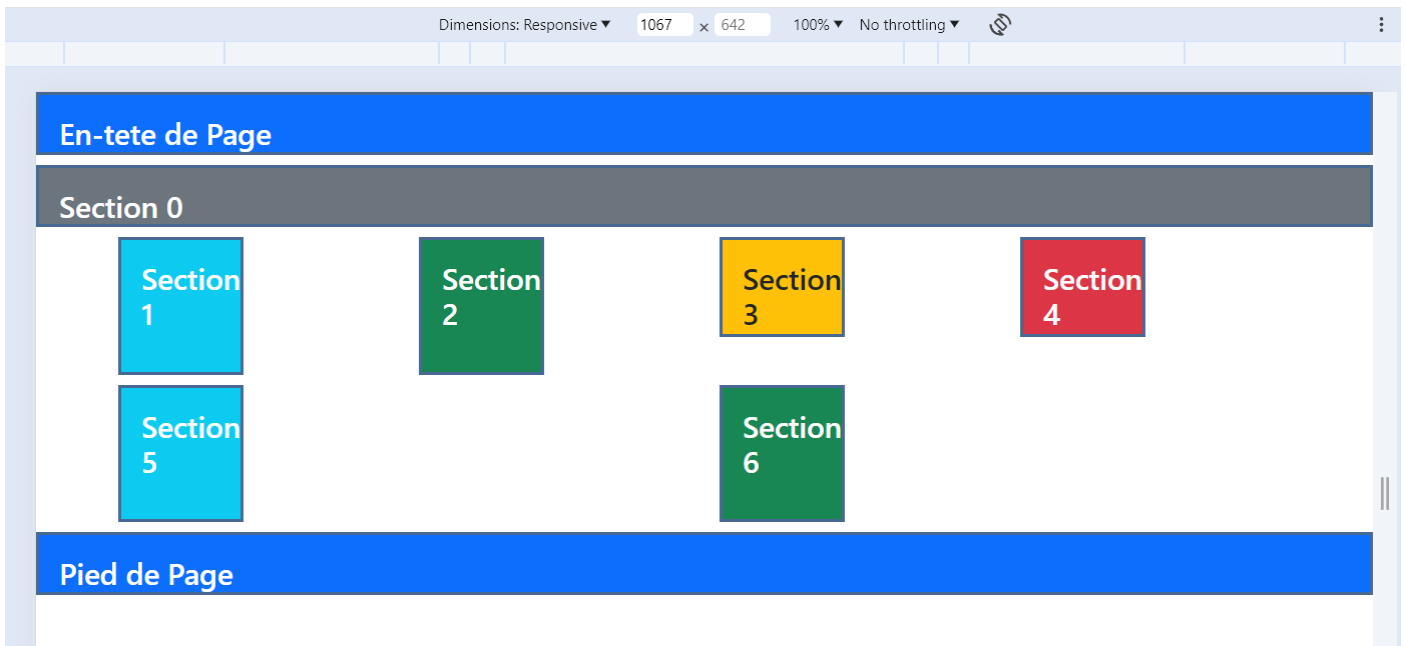 Dimensions: Responsive ▼ 1067 × 642 100% ▼ No throttling ▼
En-tete de Page
Section 0
Section
1
Section
2
Section
3
Section
4
Section
5
Section
6
Pied de Page